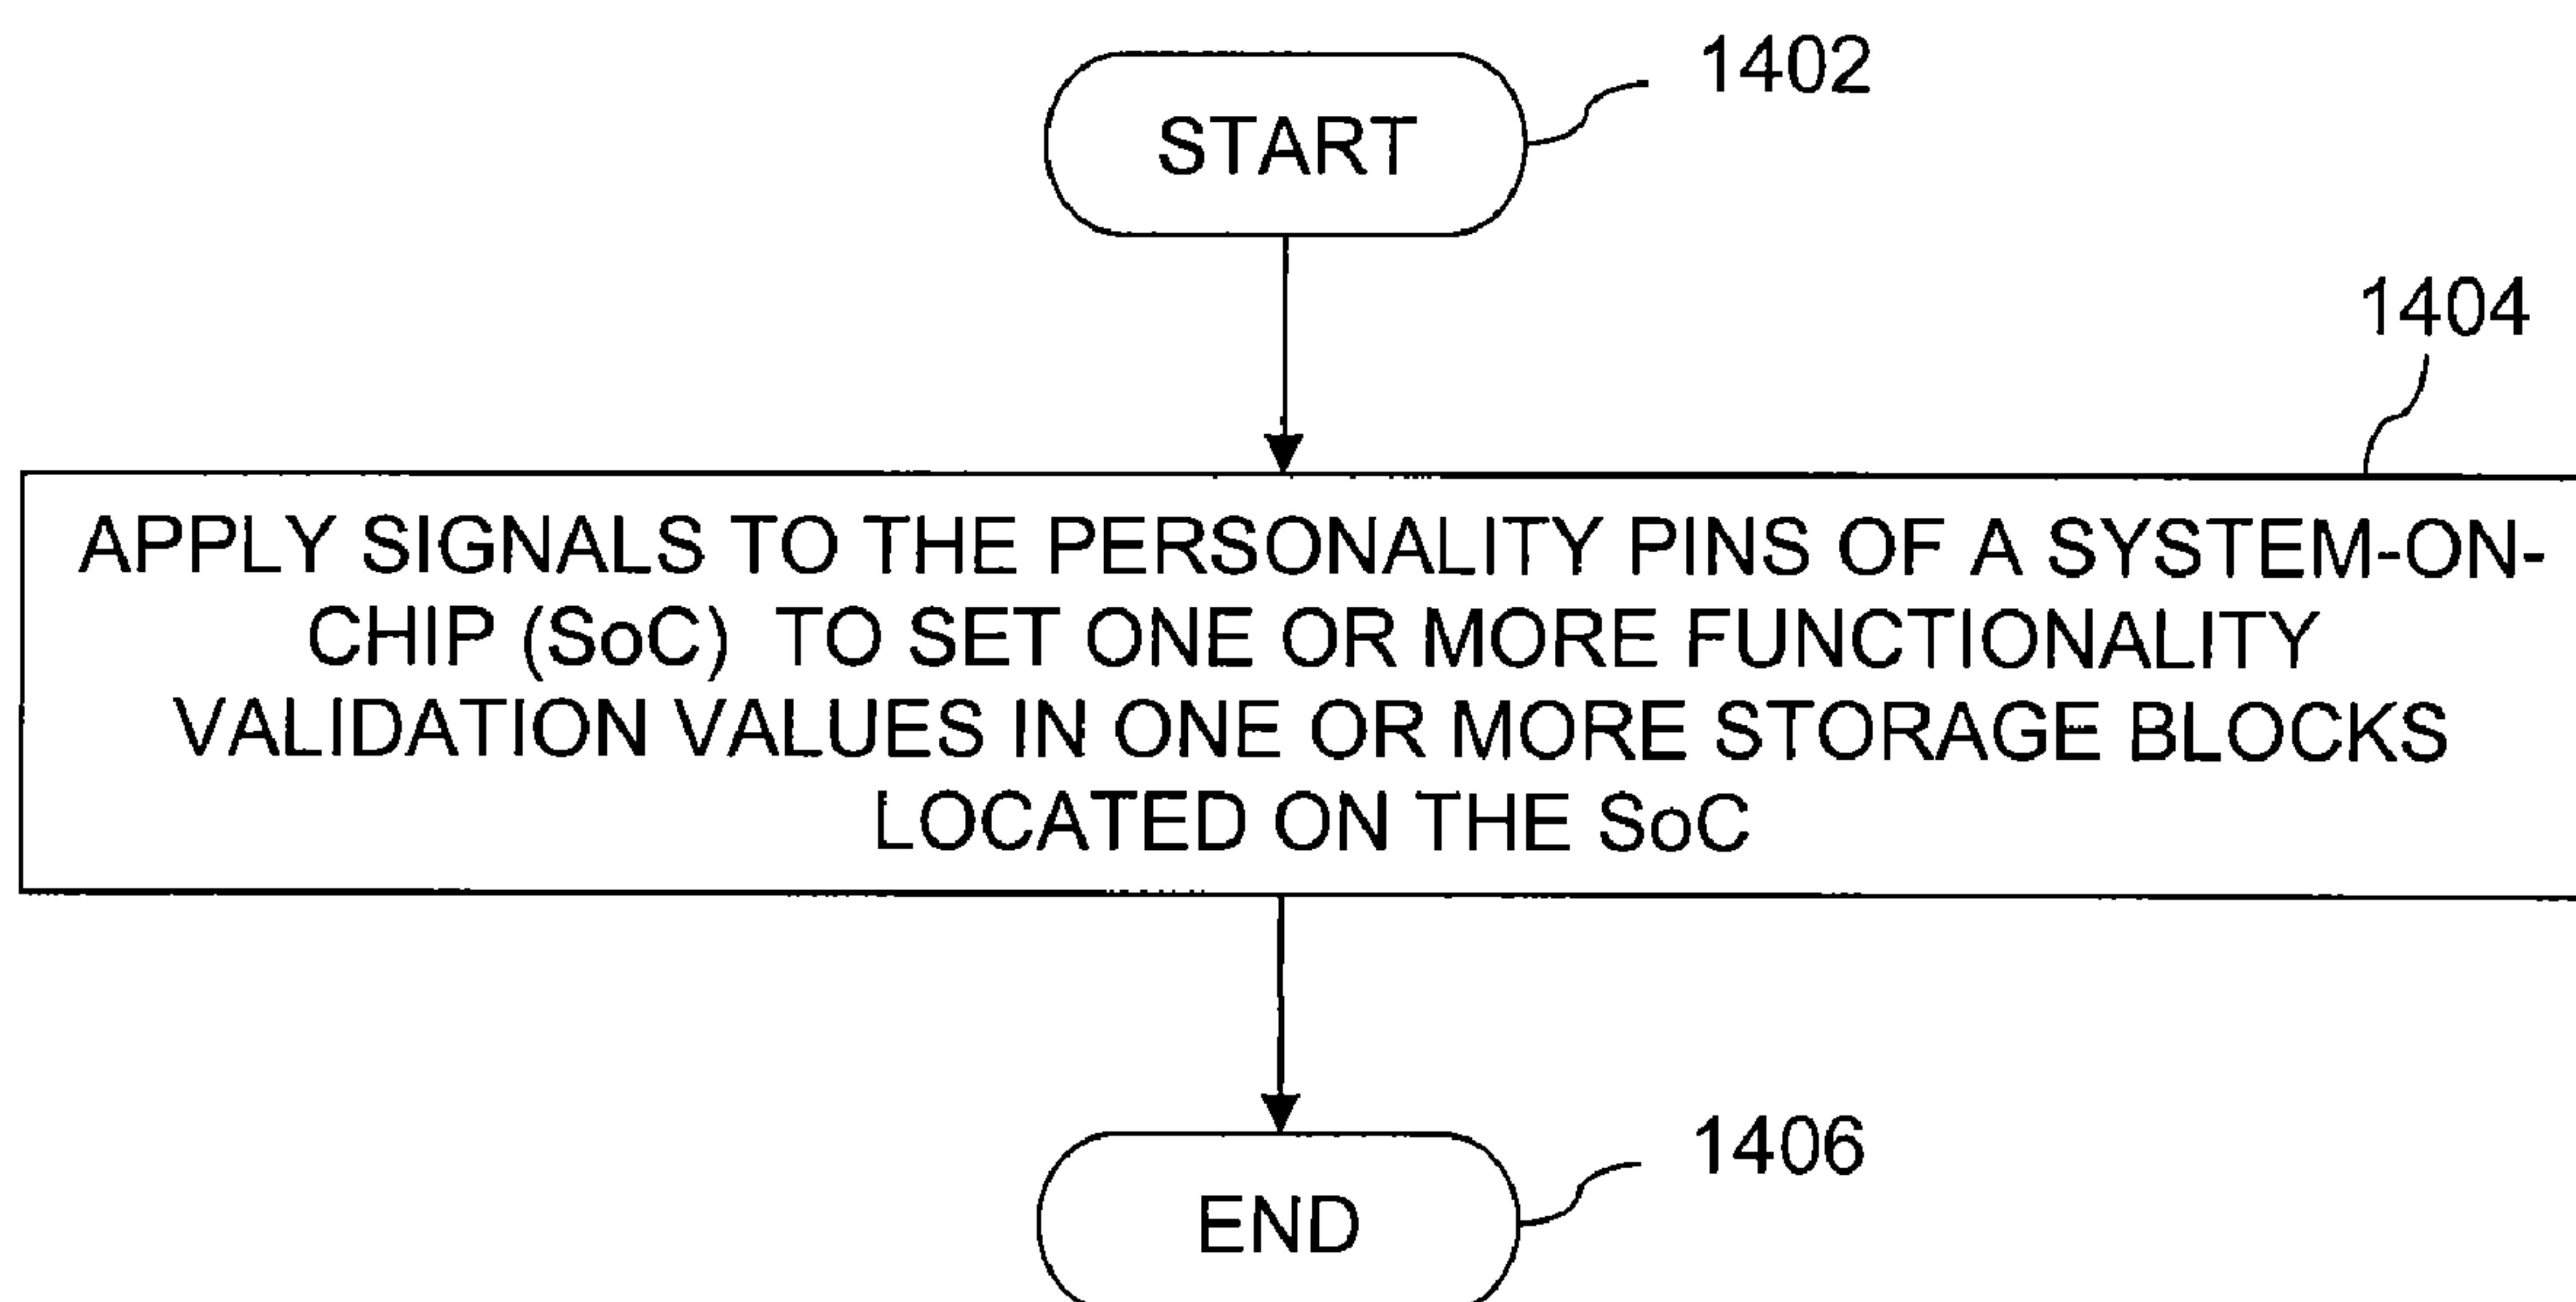 START
1402
1404
APPLY SIGNALS TO THE PERSONALITY PINS OF A SYSTEM-ON-
CHIP (SoC) TO SET ONE OR MORE FUNCTIONALITY
VALIDATION VALUES IN ONE OR MORE STORAGE BLOCKS
LOCATED ON THE SoC
END
1406